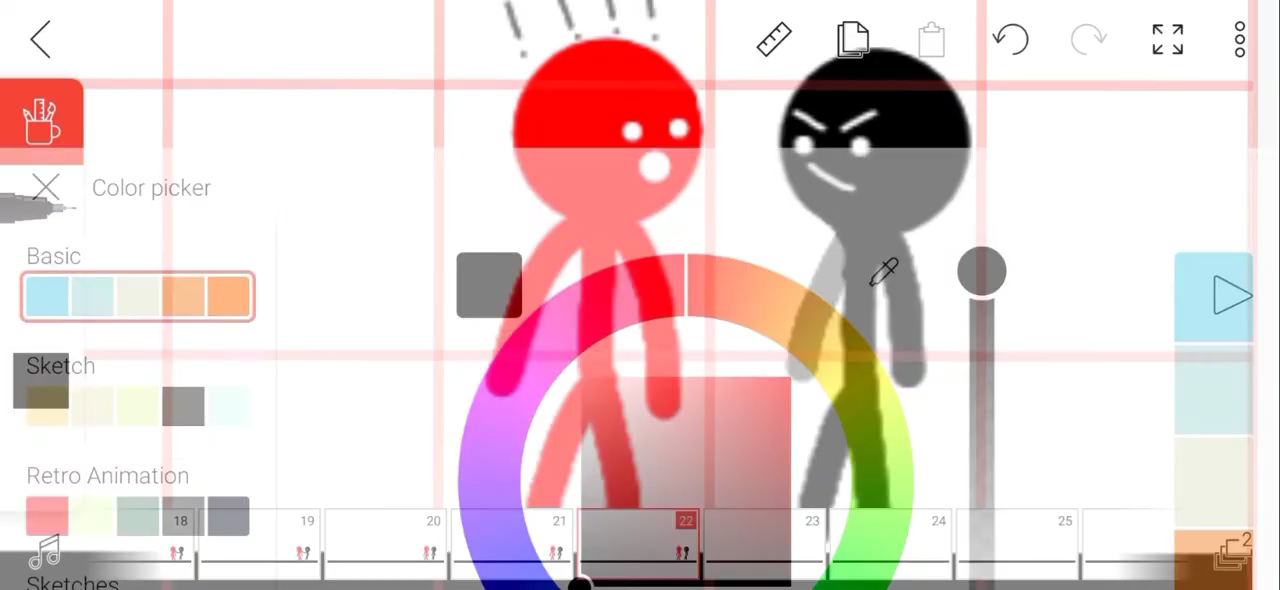 Color picker
Basic
Sketch
Retro Animation
18 19 20 21 22 23 24 25
2
Sketches